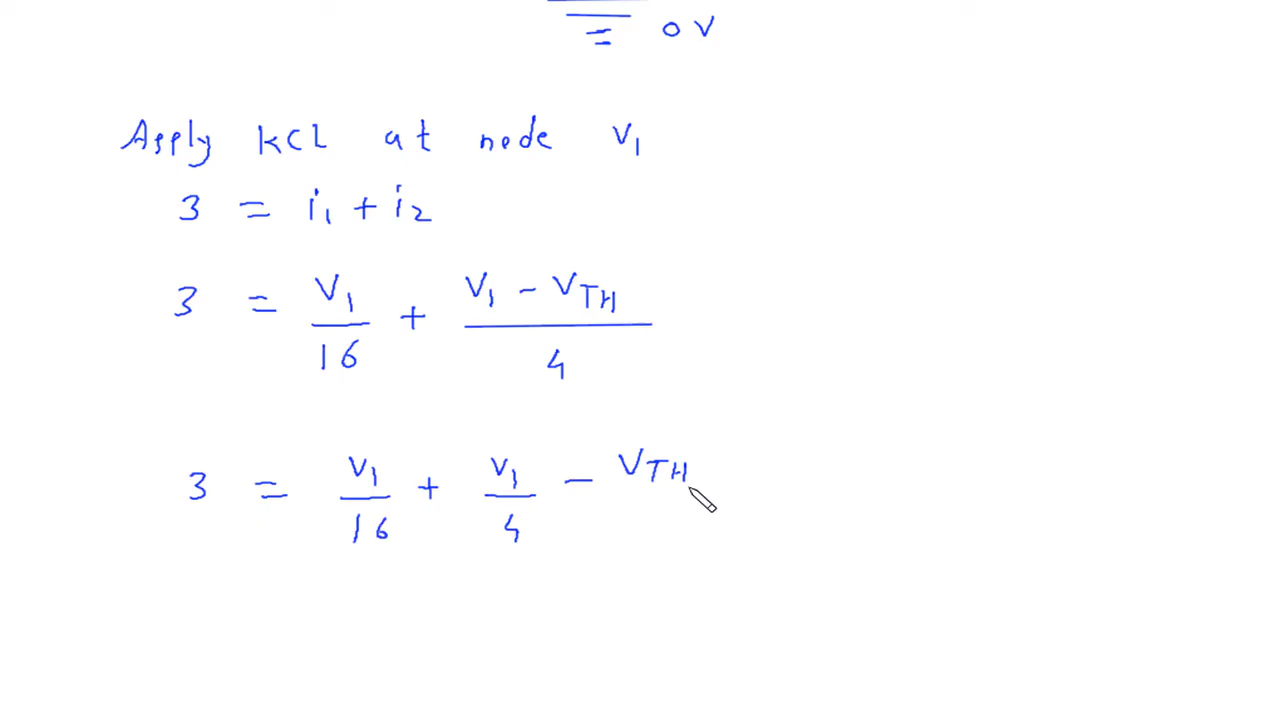 0 V
Apply KCL at node V1
3 = i1 + i2
3 = V1/16 + (V1 - VTH)/4
3 = V1/16 + V1/4 - VTH